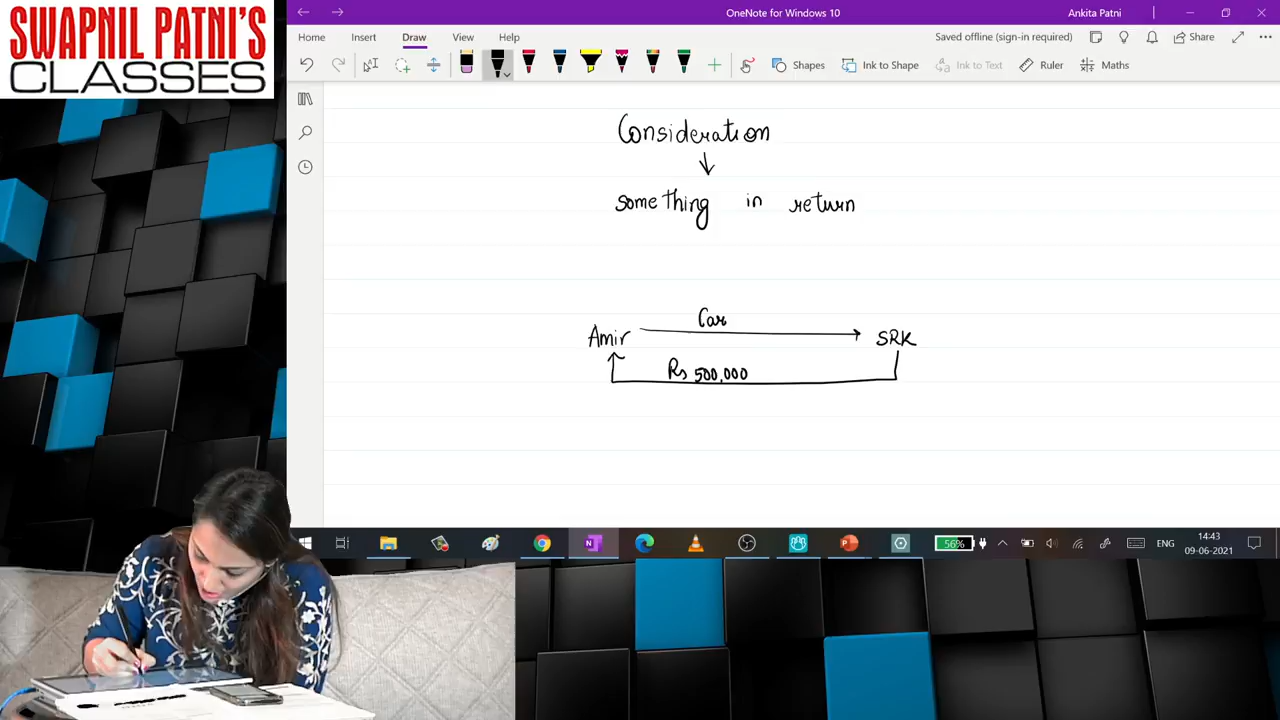 SWAPNIL PATNI'S
CLASSES
OneNote for Windows 10
Ankita Patni
Home Insert Draw View Help
Saved offline (sign-in required)
Share
Shapes
Ink to Shape
Ink to Text
Ruler
Maths
Consideration
something in return
Car
Amir SRK
Rs 500,000
56%
ENG
14:43
09-06-2021